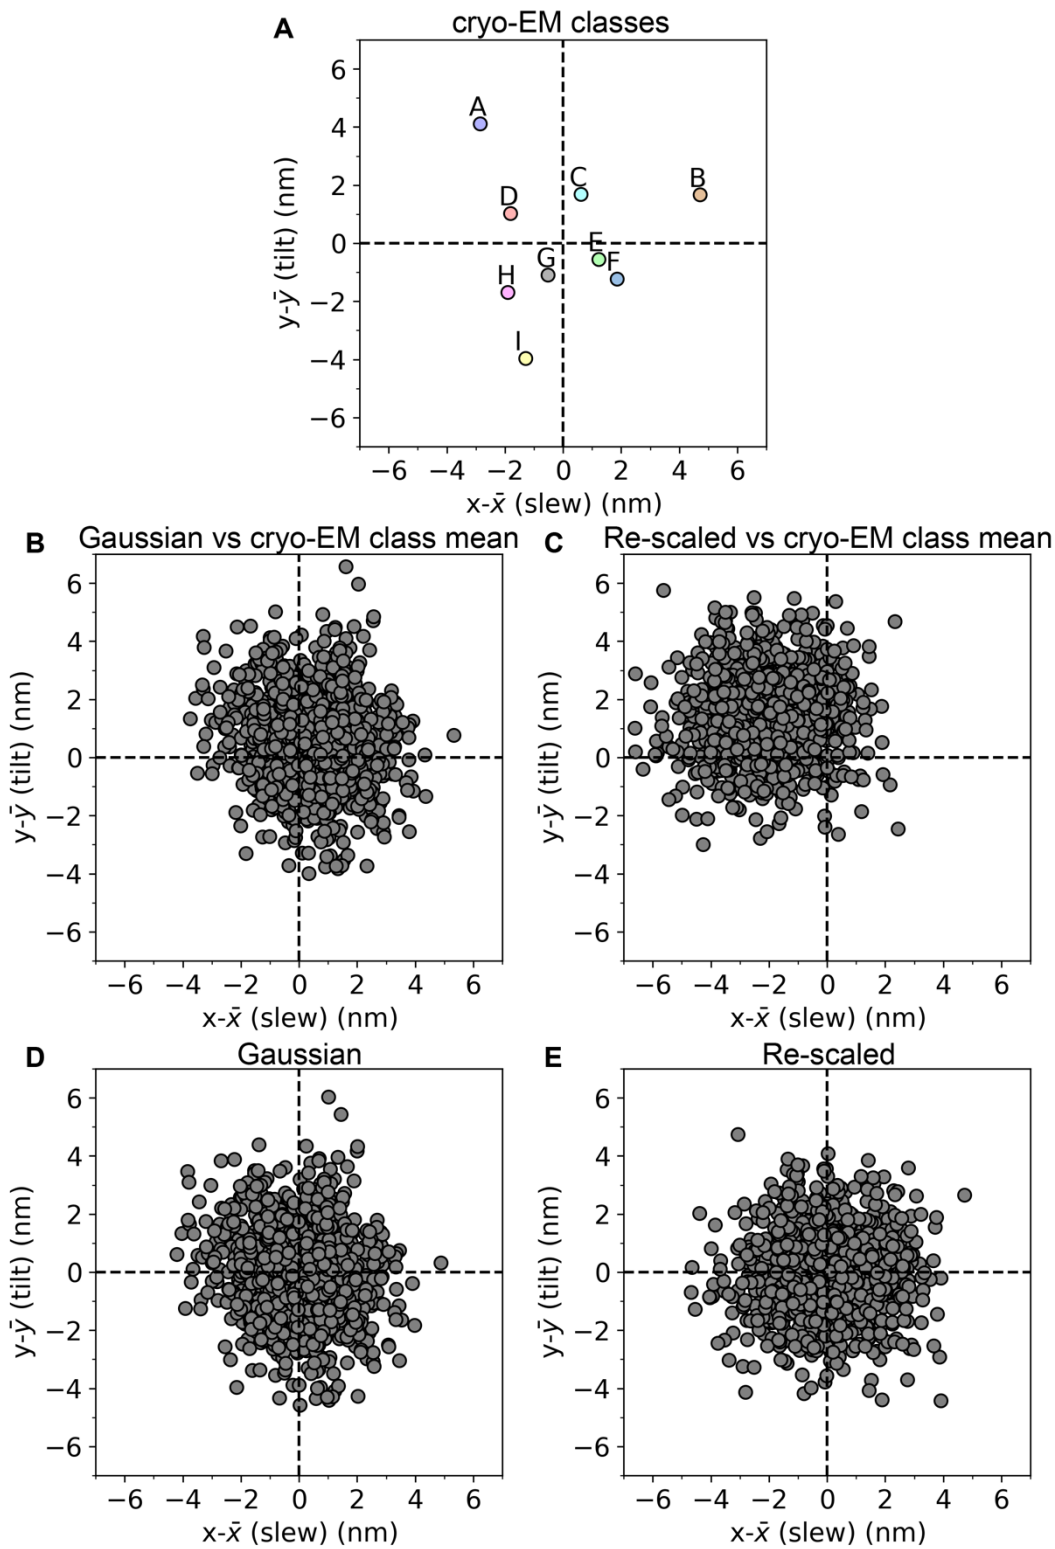 A
cryo-EM classes
6
4
2
0
−2
−4
−6
y-ȳ (tilt) (nm)
A
B
C
D
E
F
G
H
I
−6 −4 −2 0 2 4 6
x-x̄ (slew) (nm)
B Gaussian vs cryo-EM class mean
6
4
2
0
−2
−4
−6
y-ȳ (tilt) (nm)
−6 −4 −2 0 2 4 6
x-x̄ (slew) (nm)
C Re-scaled vs cryo-EM class mean
6
4
2
0
−2
−4
−6
y-ȳ (tilt) (nm)
−6 −4 −2 0 2 4 6
x-x̄ (slew) (nm)
D Gaussian
6
4
2
0
−2
−4
−6
y-ȳ (tilt) (nm)
−6 −4 −2 0 2 4 6
x-x̄ (slew) (nm)
E Re-scaled
6
4
2
0
−2
−4
−6
y-ȳ (tilt) (nm)
−6 −4 −2 0 2 4 6
x-x̄ (slew) (nm)